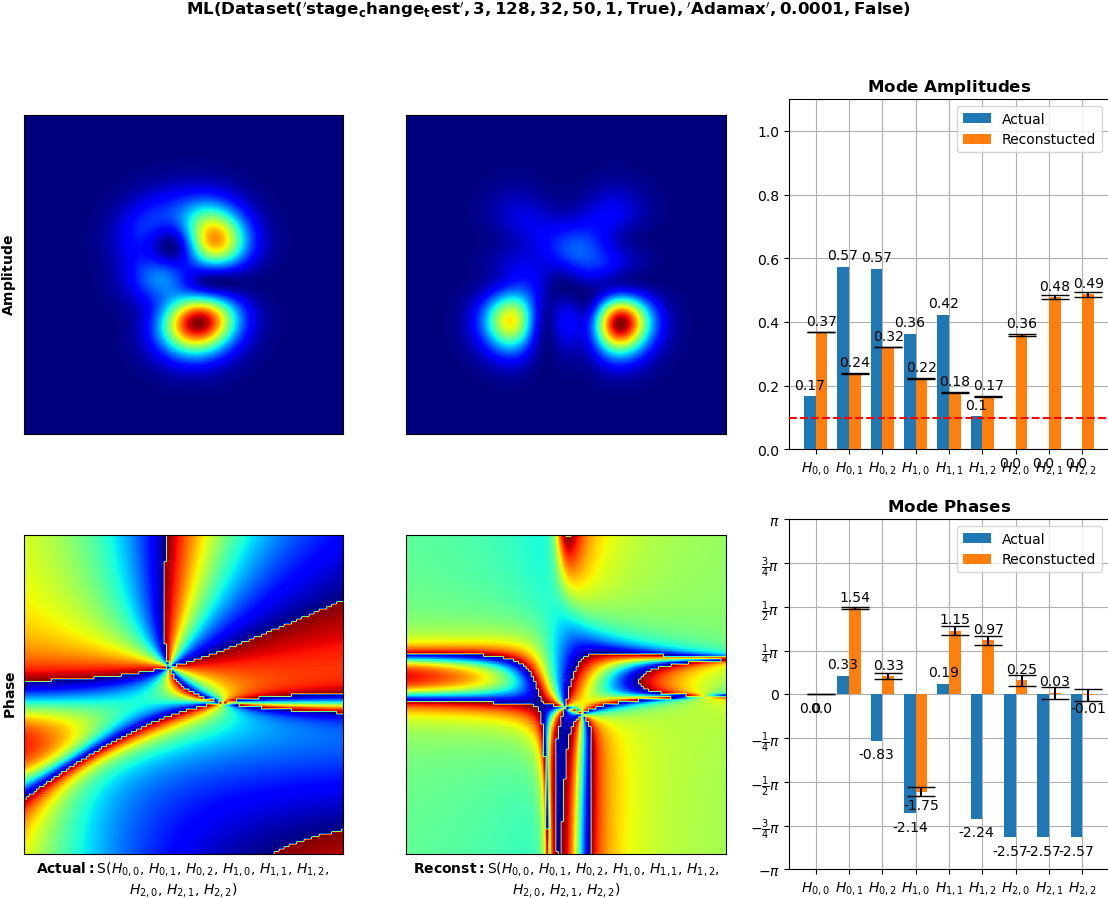 ML(Dataset('stage_change_test', 3, 128, 32, 50, 1, True), 'Adamax', 0.0001, False)
Amplitude
Mode Amplitudes
Actual
Reconstucted
1.0
0.8
0.6
0.4
0.2
0.0
0.17
0.57
0.57
0.36
0.42
0.1
0.0
0.0
0.0
0.37
0.24
0.32
0.22
0.18
0.17
0.36
0.48
0.49
H0,0 H0,1 H0,2 H1,0 H1,1 H1,2 H2,0 H2,1 H2,2
Phase
Mode Phases
Actual
Reconstucted
π
3/4π
1/2π
1/4π
0
−1/4π
−1/2π
−3/4π
−π
0.0
0.33
-0.83
-2.14
0.19
-2.24
-2.57
-2.57
-2.57
0.0
1.54
0.33
-1.75
1.15
0.97
0.25
0.03
-0.01
H0,0 H0,1 H0,2 H1,0 H1,1 H1,2 H2,0 H2,1 H2,2
Actual: S(H0,0, H0,1, H0,2, H1,0, H1,1, H1,2,
H2,0, H2,1, H2,2)
Reconst: S(H0,0, H0,1, H0,2, H1,0, H1,1, H1,2,
H2,0, H2,1, H2,2)